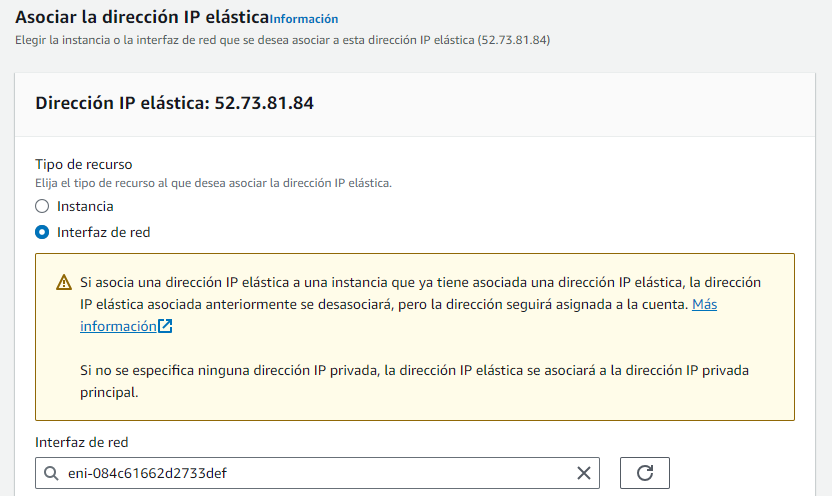 Asociar la dirección IP elástica Información
Elegir la instancia o la interfaz de red que se desea asociar a esta dirección IP elástica (52.73.81.84)
Dirección IP elástica: 52.73.81.84
Tipo de recurso
Elija el tipo de recurso al que desea asociar la dirección IP elástica.
Instancia
Interfaz de red
Si asocia una dirección IP elástica a una instancia que ya tiene asociada una dirección IP elástica, la dirección
IP elástica asociada anteriormente se desasociará, pero la dirección seguirá asignada a la cuenta. Más
información
Si no se especifica ninguna dirección IP privada, la dirección IP elástica se asociará a la dirección IP privada
principal.
Interfaz de red
eni-084c61662d2733def